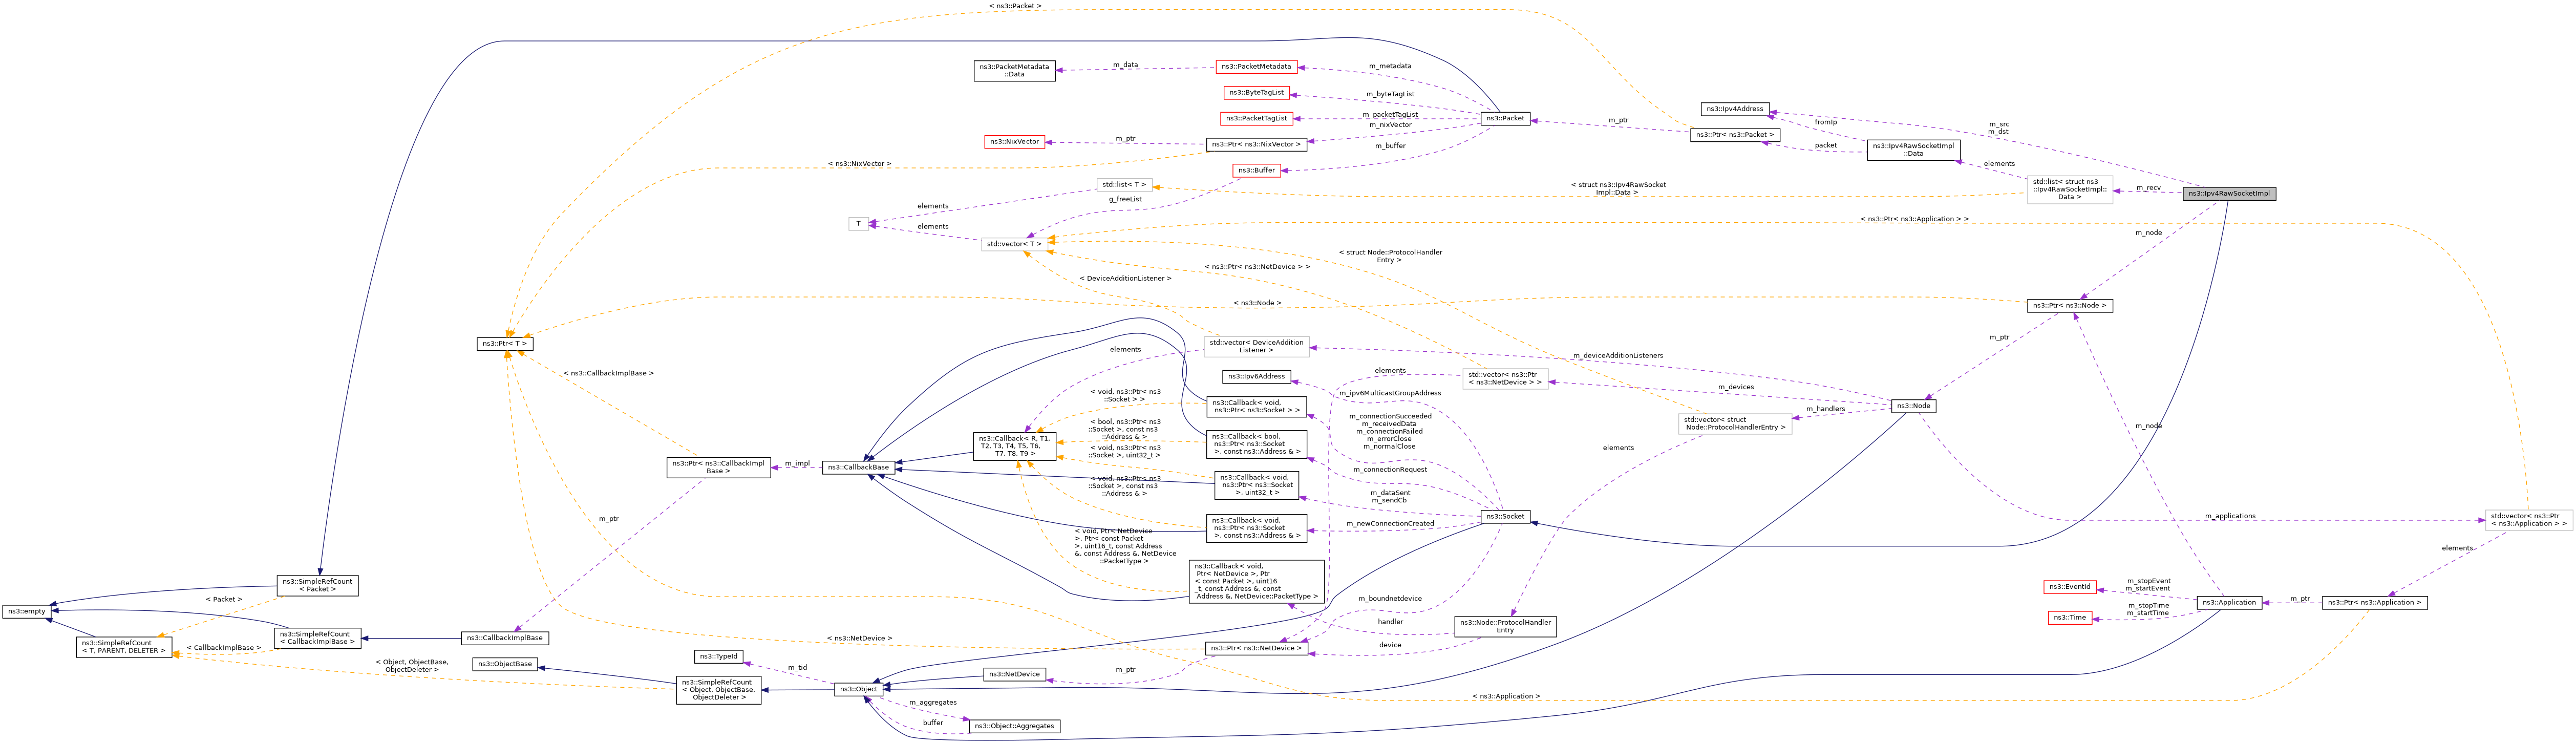 < ns3::Packet >
ns3::PacketMetadata
::Data
m_data
ns3::PacketMetadata
m_metadata
ns3::ByteTagList
m_byteTagList
ns3::PacketTagList
m_packetTagList
m_nixVector
ns3::Packet
m_ptr
ns3::Ptr< ns3::Packet >
ns3::Ipv4Address
fromIp
packet
m_src
m_dst
ns3::Ipv4RawSocketImpl
::Data
elements
ns3::NixVector
m_ptr
ns3::Ptr< ns3::NixVector >
m_buffer
< ns3::NixVector >
ns3::Buffer
std::list< T >
g_freeList
< struct ns3::Ipv4RawSocket
Impl::Data >
std::list< struct ns3
::Ipv4RawSocketImpl::
Data >
m_recv
ns3::Ipv4RawSocketImpl
elements
T
elements
std::vector< T >
< ns3::Ptr< ns3::Application > >
m_node
< struct Node::ProtocolHandler
Entry >
< ns3::Ptr< ns3::NetDevice > >
< DeviceAdditionListener >
< ns3::Node >
ns3::Ptr< ns3::Node >
ns3::Ptr< T >
m_ptr
std::vector< DeviceAddition
Listener >
elements
m_deviceAdditionListeners
< ns3::CallbackImplBase >
ns3::Ipv6Address
elements
std::vector< ns3::Ptr
< ns3::NetDevice > >
m_devices
m_ipv6MulticastGroupAddress
< void, ns3::Ptr< ns3
::Socket > >
ns3::Callback< void,
ns3::Ptr< ns3::Socket > >
m_handlers
ns3::Node
std::vector< struct
Node::ProtocolHandlerEntry >
m_node
m_connectionSucceeded
m_receivedData
m_connectionFailed
m_errorClose
m_normalClose
< bool, ns3::Ptr< ns3
::Socket >, const ns3
::Address & >
ns3::Callback< bool,
ns3::Ptr< ns3::Socket
>, const ns3::Address & >
ns3::Callback< R, T1,
T2, T3, T4, T5, T6,
T7, T8, T9 >
< void, ns3::Ptr< ns3
::Socket >, uint32_t >
elements
ns3::Ptr< ns3::CallbackImpl
Base >
m_impl
ns3::CallbackBase
m_connectionRequest
< void, ns3::Ptr< ns3
::Socket >, const ns3
::Address & >
ns3::Callback< void,
ns3::Ptr< ns3::Socket
>, uint32_t >
m_dataSent
m_sendCb
m_ptr
ns3::Callback< void,
ns3::Ptr< ns3::Socket
>, const ns3::Address & >
m_newConnectionCreated
ns3::Socket
m_applications
std::vector< ns3::Ptr
< ns3::Application > >
< void, Ptr< NetDevice
>, Ptr< const Packet
>, uint16_t, const Address
&, const Address &, NetDevice
::PacketType >
elements
ns3::Callback< void,
Ptr< NetDevice >, Ptr
< const Packet >, uint16
_t, const Address &, const
Address &, NetDevice::PacketType >
ns3::SimpleRefCount
< Packet >
< Packet >
ns3::empty
m_boundnetdevice
ns3::EventId
m_stopEvent
m_startEvent
ns3::Application
m_ptr
ns3::Ptr< ns3::Application >
ns3::Time
m_stopTime
m_startTime
handler
ns3::Node::ProtocolHandler
Entry
device
ns3::SimpleRefCount
< T, PARENT, DELETER >
ns3::SimpleRefCount
< CallbackImplBase >
ns3::CallbackImplBase
< CallbackImplBase >
< ns3::NetDevice >
ns3::Ptr< ns3::NetDevice >
ns3::TypeId
m_tid
< Object, ObjectBase,
ObjectDeleter >
ns3::ObjectBase
ns3::NetDevice
m_ptr
ns3::SimpleRefCount
< Object, ObjectBase,
ObjectDeleter >
ns3::Object
m_aggregates
buffer
ns3::Object::Aggregates
< ns3::Application >